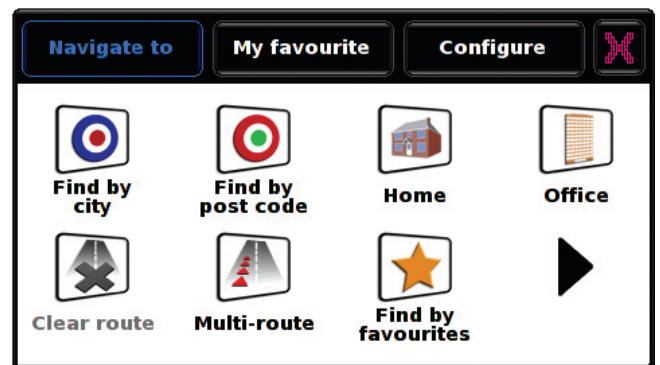 Navigate to
My favourite
Configure
Find by
city
Find by
post code
Home
Office
Clear route
Multi-route
Find by
favourites